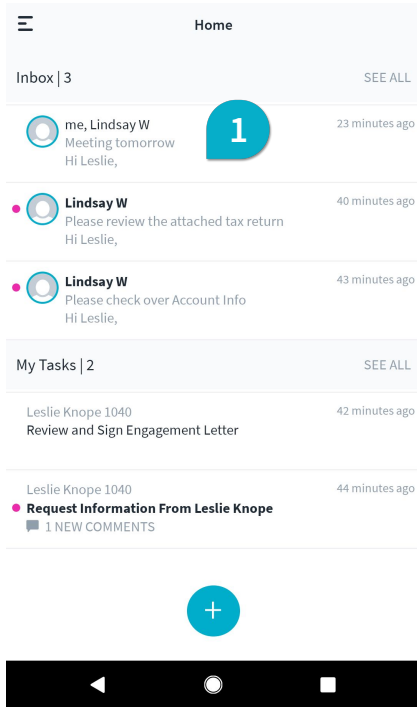 Home
Inbox | 3
SEE ALL
me, Lindsay W
23 minutes ago
Meeting tomorrow
Hi Leslie,
1
Lindsay W
40 minutes ago
Please review the attached tax return
Hi Leslie,
Lindsay W
43 minutes ago
Please check over Account Info
Hi Leslie,
My Tasks | 2
SEE ALL
Leslie Knope 1040
42 minutes ago
Review and Sign Engagement Letter
Leslie Knope 1040
44 minutes ago
Request Information From Leslie Knope
1 NEW COMMENTS
+